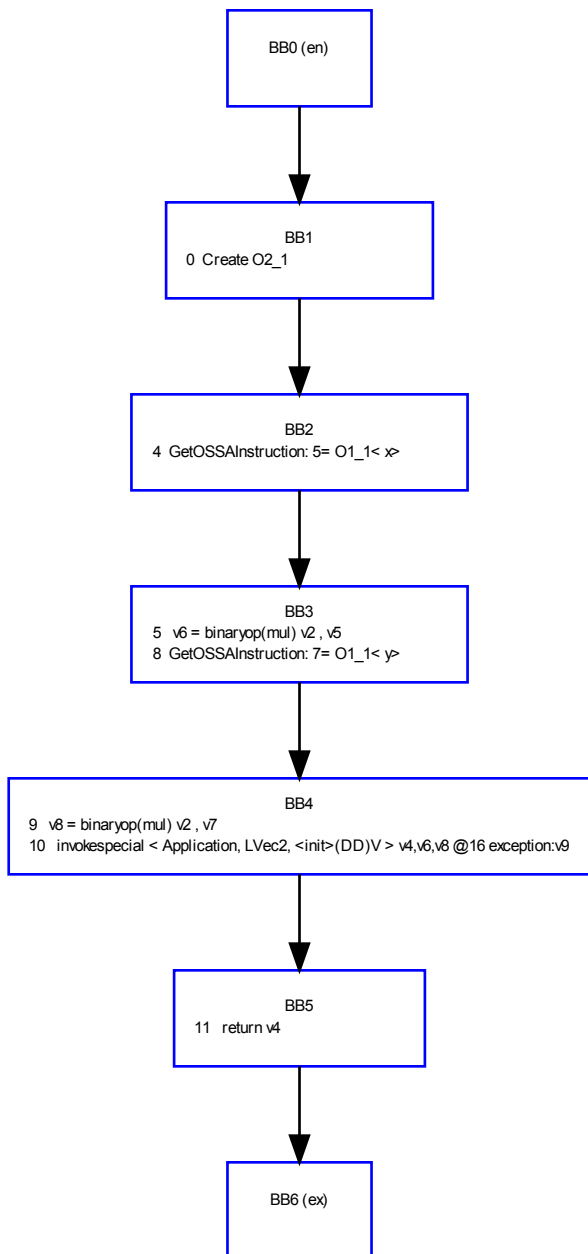 BB0 (en)
BB1
0 Create O2_1
BB2
4 GetOSSAInstruction: 5= O1_1< x>
BB3
5 v6 = binaryop(mul) v2 , v5
8 GetOSSAInstruction: 7= O1_1< y>
BB4
9 v8 = binaryop(mul) v2 , v7
10 invokespecial < Application, LVec2, <init>(DD)V > v4,v6,v8 @16 exception:v9
BB5
11 return v4
BB6 (ex)